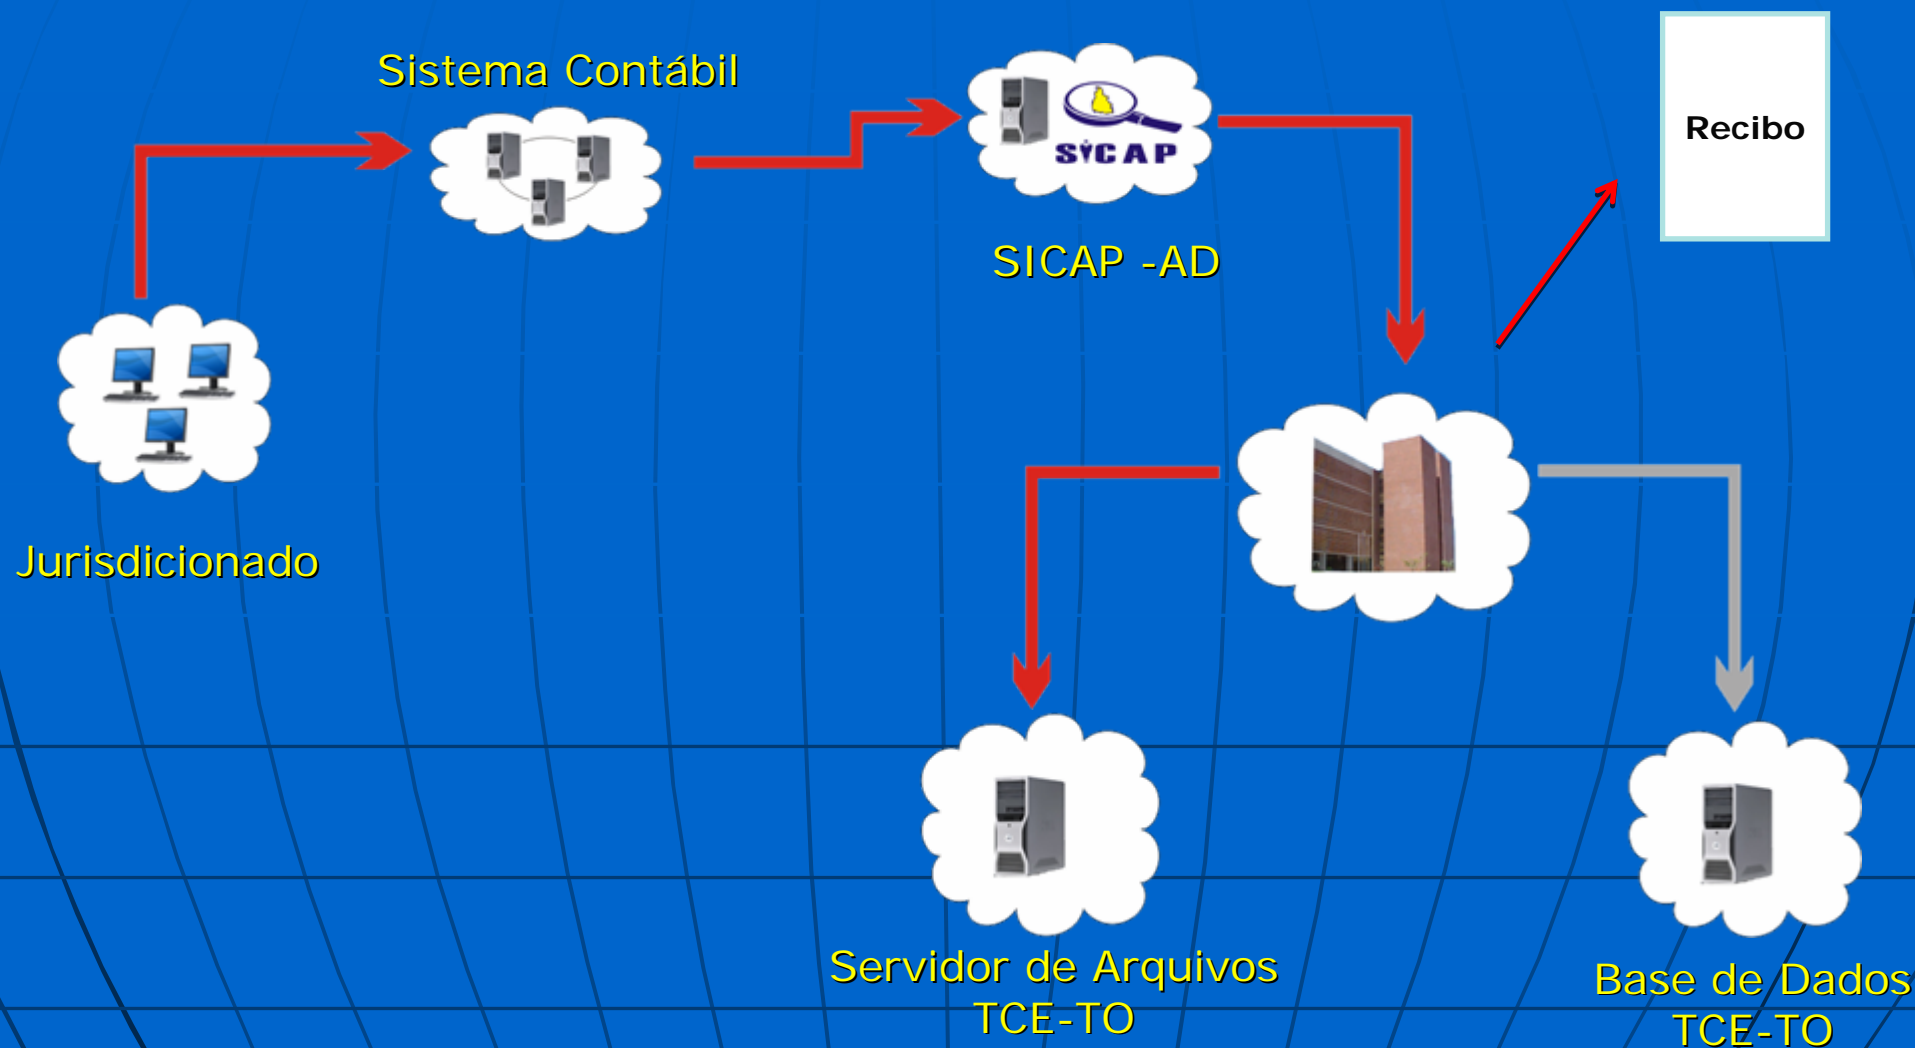 Sistema Contábil
SICAP
SICAP -AD
Recibo
Jurisdicionado
Servidor de Arquivos
TCE-TO
Base de Dados
TCE-TO